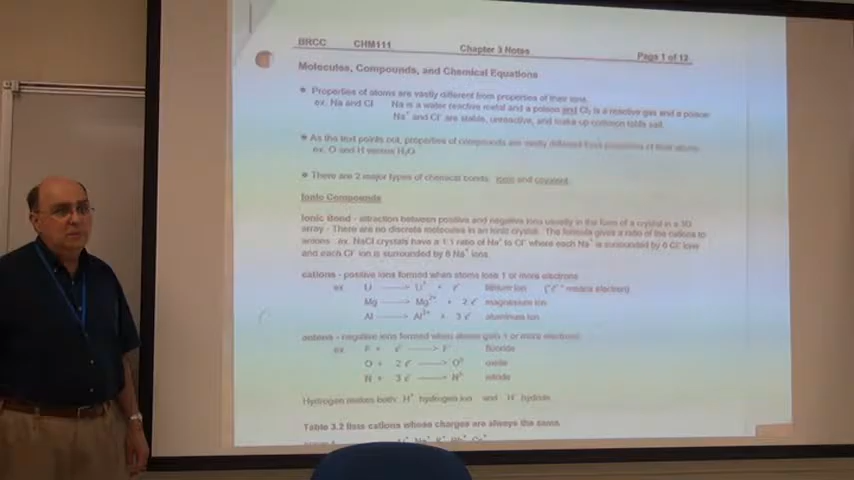 BRCC CHM111 Chapter 3 Notes Page 1 of 12
Molecules, Compounds, and Chemical Equations
* Properties of atoms are vastly different from properties of their ions.
ex. Na and Cl Na is a water reactive metal and a poison and Cl₂ is a reactive gas and a poison
Na⁺ and Cl⁻ are stable, unreactive, and make up common table salt.
* As the text points out, properties of compounds are vastly different from properties of their atoms
ex. O and H versus H₂O
* There are 2 major types of chemical bonds: ionic and covalent.
Ionic Compounds
Ionic Bond - attraction between positive and negative ions usually in the form of a crystal in a 3D
array - There are no discrete molecules in an ionic crystal. The formula gives a ratio of the cations to
anions. ex. NaCl crystals have a 1:1 ratio of Na⁺ to Cl⁻ where each Na⁺ is surrounded by 6 Cl⁻ ions
and each Cl⁻ ion is surrounded by 6 Na⁺ ions.
cations - positive ions formed when atoms lose 1 or more electrons
ex. Li → Li⁺ + e⁻ lithium ion ("e⁻" means electron)
Mg → Mg²⁺ + 2 e⁻ magnesium ion
Al → Al³⁺ + 3 e⁻ aluminum ion
anions - negative ions formed when atoms gain 1 or more electrons
ex. F + e⁻ → F⁻ fluoride
O + 2 e⁻ → O²⁻ oxide
N + 3 e⁻ → N³⁻ nitride
Hydrogen makes both H⁺ hydrogen ion and H⁻ hydride
Table 3.2 lists cations whose charges are always the same.